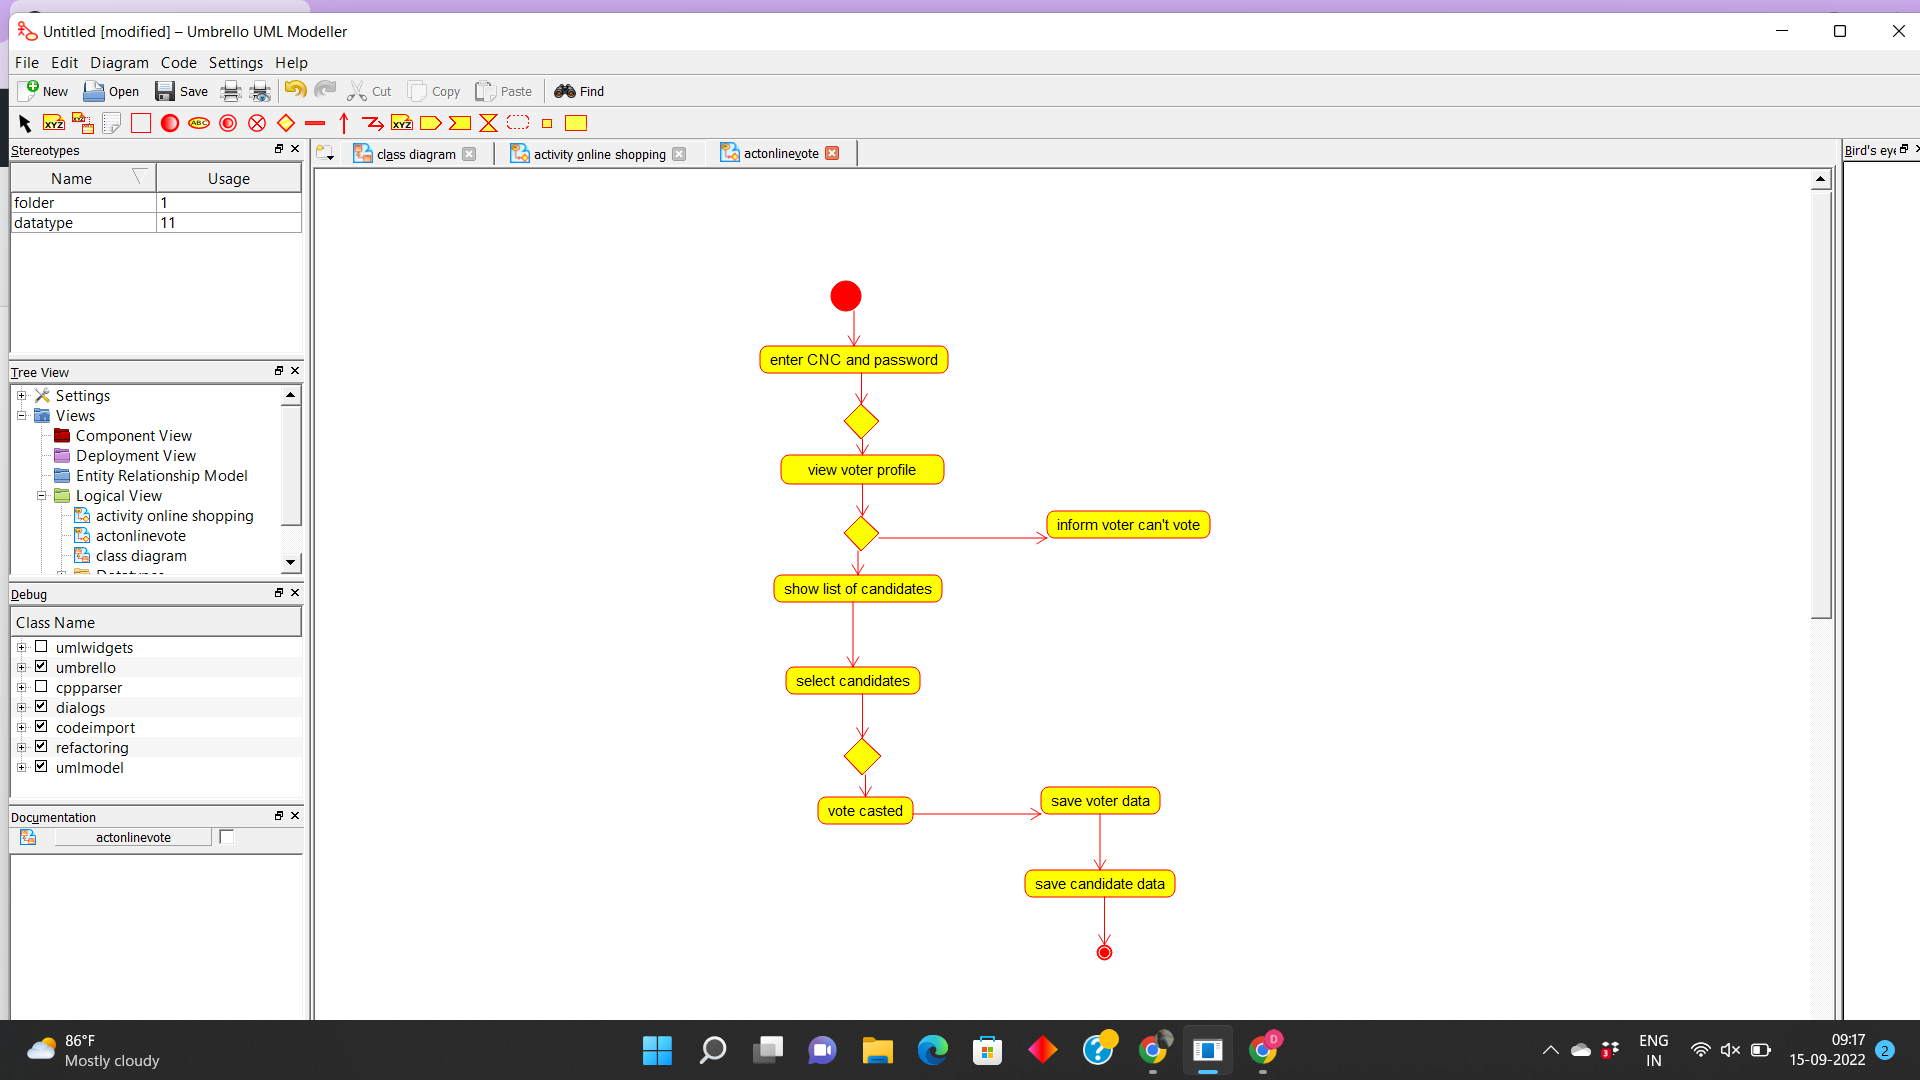 Untitled [modified] – Umbrello UML Modeller
File Edit Diagram Code Settings Help
New Open Save Cut Copy Paste Find
XYZ XYZ ABC XYZ
Stereotypes
Name Usage
folder 1
datatype 11
class diagram activity online shopping actonlinevote
Bird's eye
enter CNC and password
view voter profile
inform voter can't vote
show list of candidates
select candidates
vote casted
save voter data
save candidate data
Tree View
Settings
Views
Component View
Deployment View
Entity Relationship Model
Logical View
activity online shopping
actonlinevote
class diagram
Debug
Class Name
umlwidgets
umbrello
cppparser
dialogs
codeimport
refactoring
umlmodel
Documentation
actonlinevote
86°F
Mostly cloudy
D
3
ENG
IN
09:17
15-09-2022
2